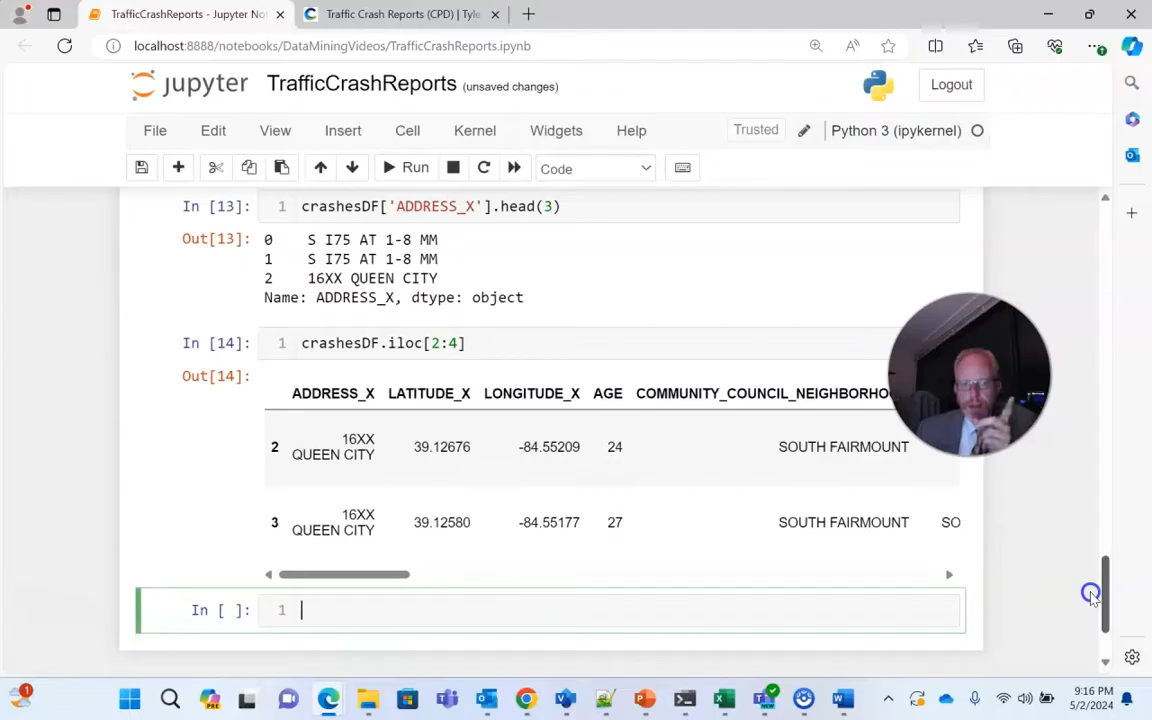 TrafficCrashReports - Jupyter No
Traffic Crash Reports (CPD) | Tyle
localhost:8888/notebooks/DataMiningVideos/TrafficCrashReports.ipynb
jupyter TrafficCrashReports (unsaved changes) Logout
File Edit View Insert Cell Kernel Widgets Help Trusted Python 3 (ipykernel)
Run Code
In [13]: 1 crashesDF['ADDRESS_X'].head(3)
Out[13]: 0 S I75 AT 1-8 MM
1 S I75 AT 1-8 MM
2 16XX QUEEN CITY
Name: ADDRESS_X, dtype: object
In [14]: 1 crashesDF.iloc[2:4]
Out[14]:
ADDRESS_X LATITUDE_X LONGITUDE_X AGE COMMUNITY_COUNCIL_NEIGHBORHO
2 16XX QUEEN CITY 39.12676 -84.55209 24 SOUTH FAIRMOUNT
3 16XX QUEEN CITY 39.12580 -84.55177 27 SOUTH FAIRMOUNT SO
In [ ]: 1
9:16 PM
5/2/2024